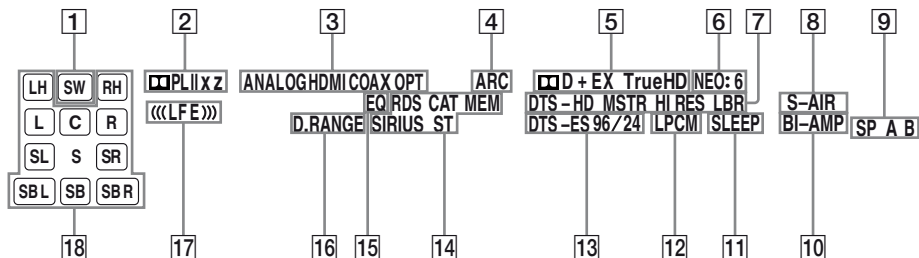 1 2 3 4 5 6 7 8 9
LH SW RH
L C R
SL S SR
SBL SB SBR
PLIIxz
(((LFE)))
ANALOG HDMI COAX OPT ARC
EQ RDS CAT MEM
D.RANGE SIRIUS ST
D+EX TrueHD NEO:6
DTS-HD MSTR HI RES LBR
DTS-ES 96/24 LPCM SLEEP
S-AIR
BI-AMP
SP A B
18 17 16 15 14 13 12 11 10